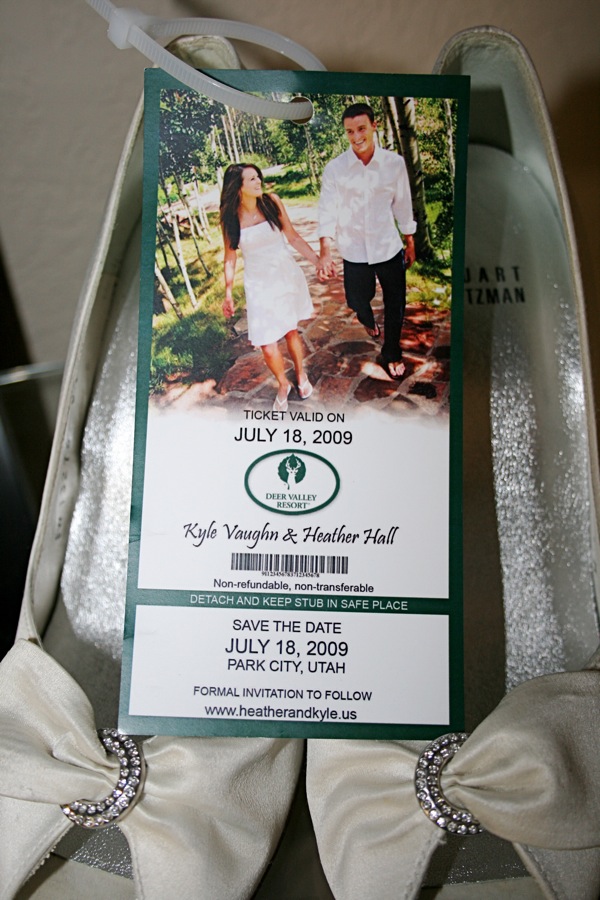 UART
TZMAN
TICKET VALID ON
JULY 18, 2009
DEER VALLEY
RESORT
Kyle Vaughn & Heather Hall
Non-refundable, non-transferable
DETACH AND KEEP STUB IN SAFE PLACE
SAVE THE DATE
JULY 18, 2009
PARK CITY, UTAH
FORMAL INVITATION TO FOLLOW
www.heatherandkyle.us